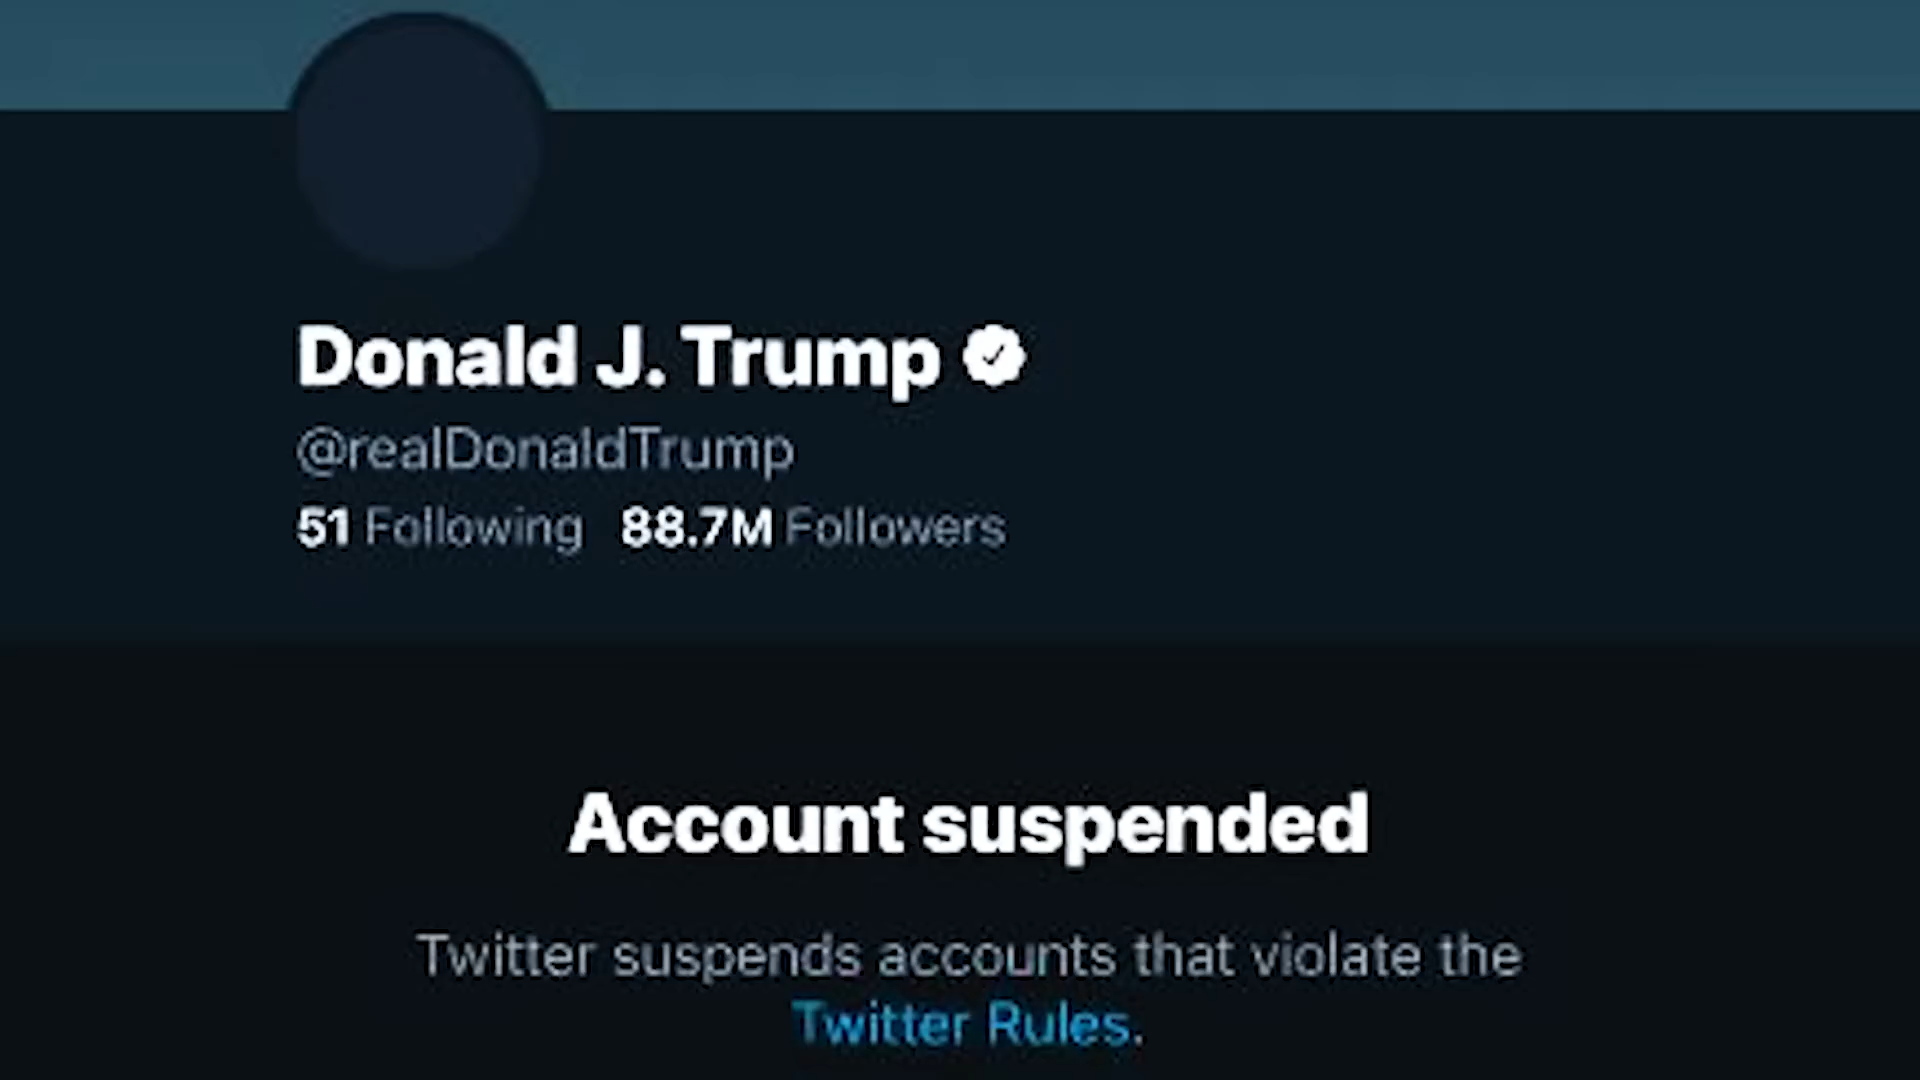 Donald J. Trump
@realDonaldTrump
51 Following 88.7M Followers
Account suspended
Twitter suspends accounts that violate the
Twitter Rules.